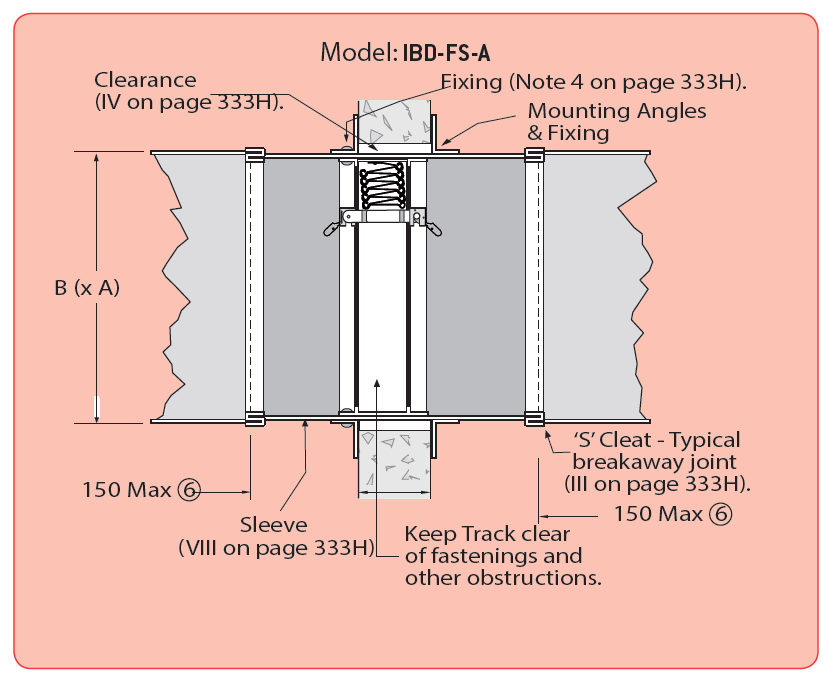 Model: IBD-FS-A
Clearance
(IV on page 333H).
Fixing (Note 4 on page 333H).
Mounting Angles
& Fixing
B (x A)
'S' Cleat - Typical
breakaway joint
(III on page 333H).
150 Max ⑥
150 Max ⑥
Sleeve
(VIII on page 333H)
Keep Track clear
of fastenings and
other obstructions.